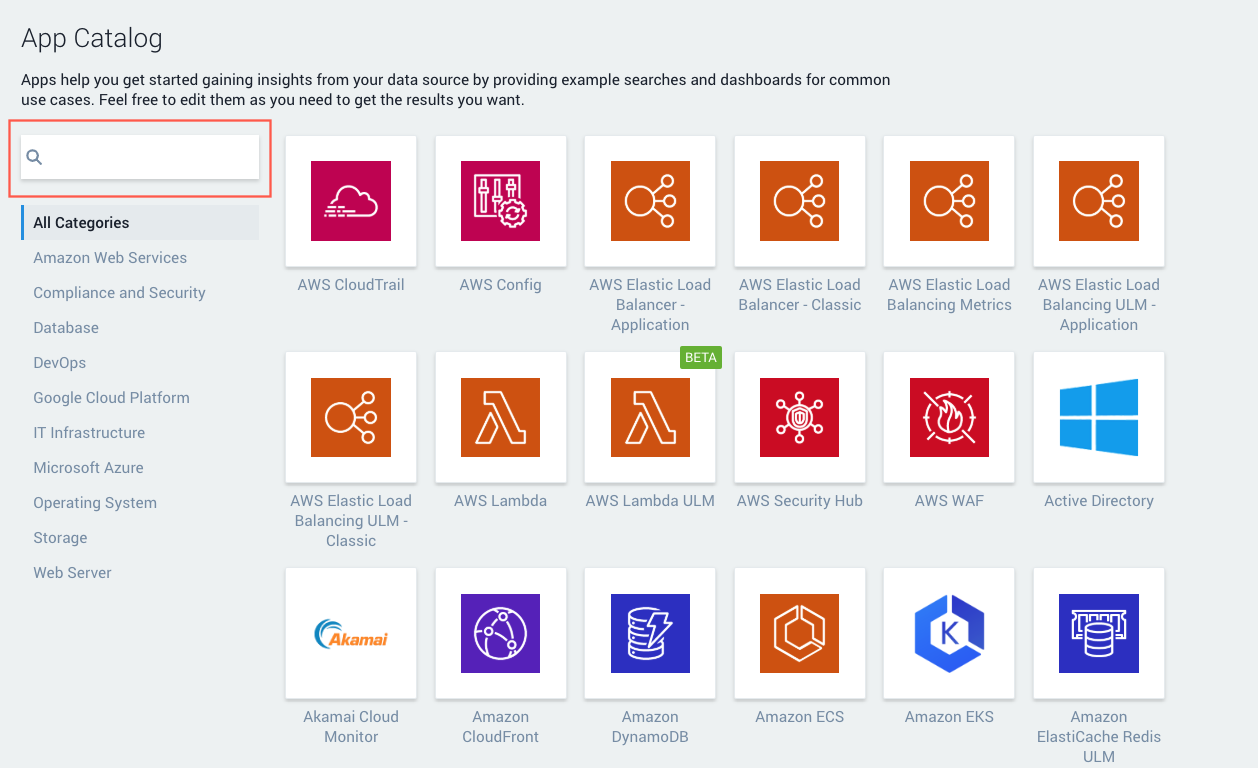 App Catalog
Apps help you get started gaining insights from your data source by providing example searches and dashboards for common
use cases. Feel free to edit them as you need to get the results you want.
All Categories
Amazon Web Services
Compliance and Security
Database
DevOps
Google Cloud Platform
IT Infrastructure
Microsoft Azure
Operating System
Storage
Web Server
AWS CloudTrail
AWS Config
AWS Elastic Load
Balancer -
Application
AWS Elastic Load
Balancer - Classic
AWS Elastic Load
Balancing Metrics
AWS Elastic Load
Balancing ULM -
Application
AWS Elastic Load
Balancing ULM -
Classic
AWS Lambda
BETA
AWS Lambda ULM
AWS Security Hub
AWS WAF
Active Directory
Akamai
Akamai Cloud
Monitor
Amazon
CloudFront
Amazon
DynamoDB
Amazon ECS
K
Amazon EKS
Amazon
ElastiCache Redis
ULM